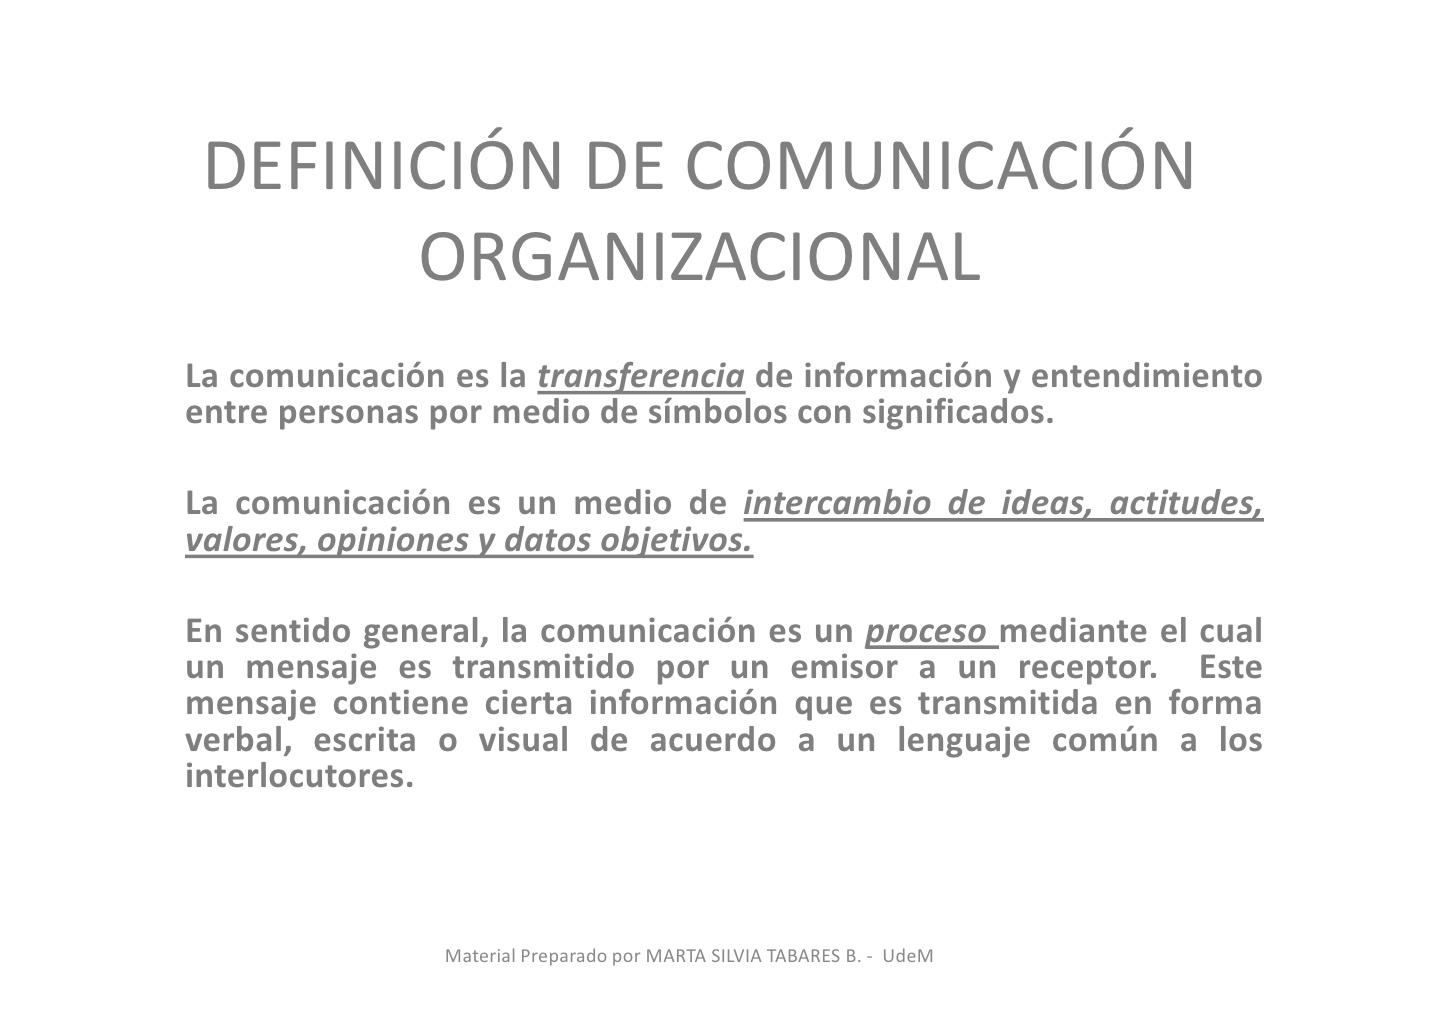 DEFINICIÓN DE COMUNICACIÓN
ORGANIZACIONAL
La comunicación es la transferencia de información y entendimiento
entre personas por medio de símbolos con significados.
La comunicación es un medio de intercambio de ideas, actitudes,
valores, opiniones y datos objetivos.
En sentido general, la comunicación es un proceso mediante el cual
un mensaje es transmitido por un emisor a un receptor. Este
mensaje contiene cierta información que es transmitida en forma
verbal, escrita o visual de acuerdo a un lenguaje común a los
interlocutores.
Material Preparado por MARTA SILVIA TABARES B. - UdeM